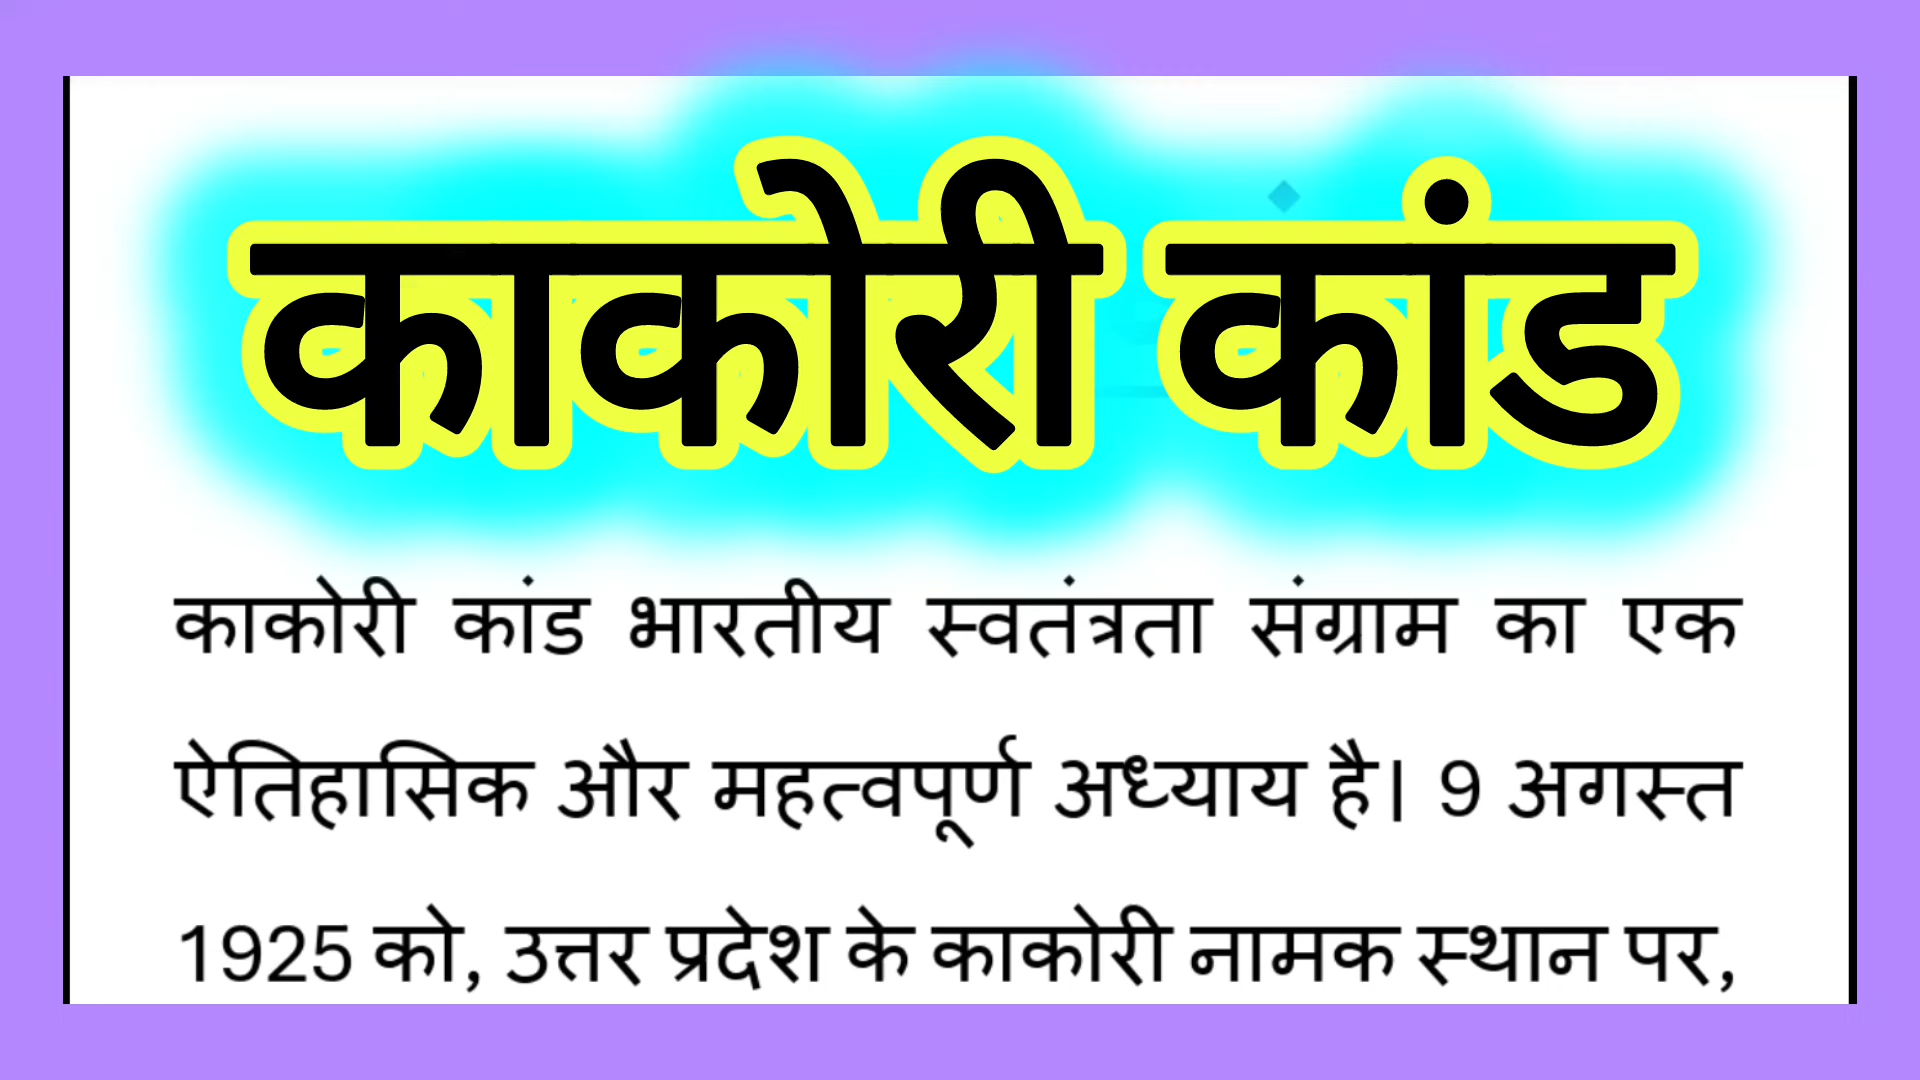 काकोरी कांड
काकोरी कांड भारतीय स्वतंत्रता संग्राम का एक
ऐतिहासिक और महत्वपूर्ण अध्याय है। 9 अगस्त
1925 को, उत्तर प्रदेश के काकोरी नामक स्थान पर,